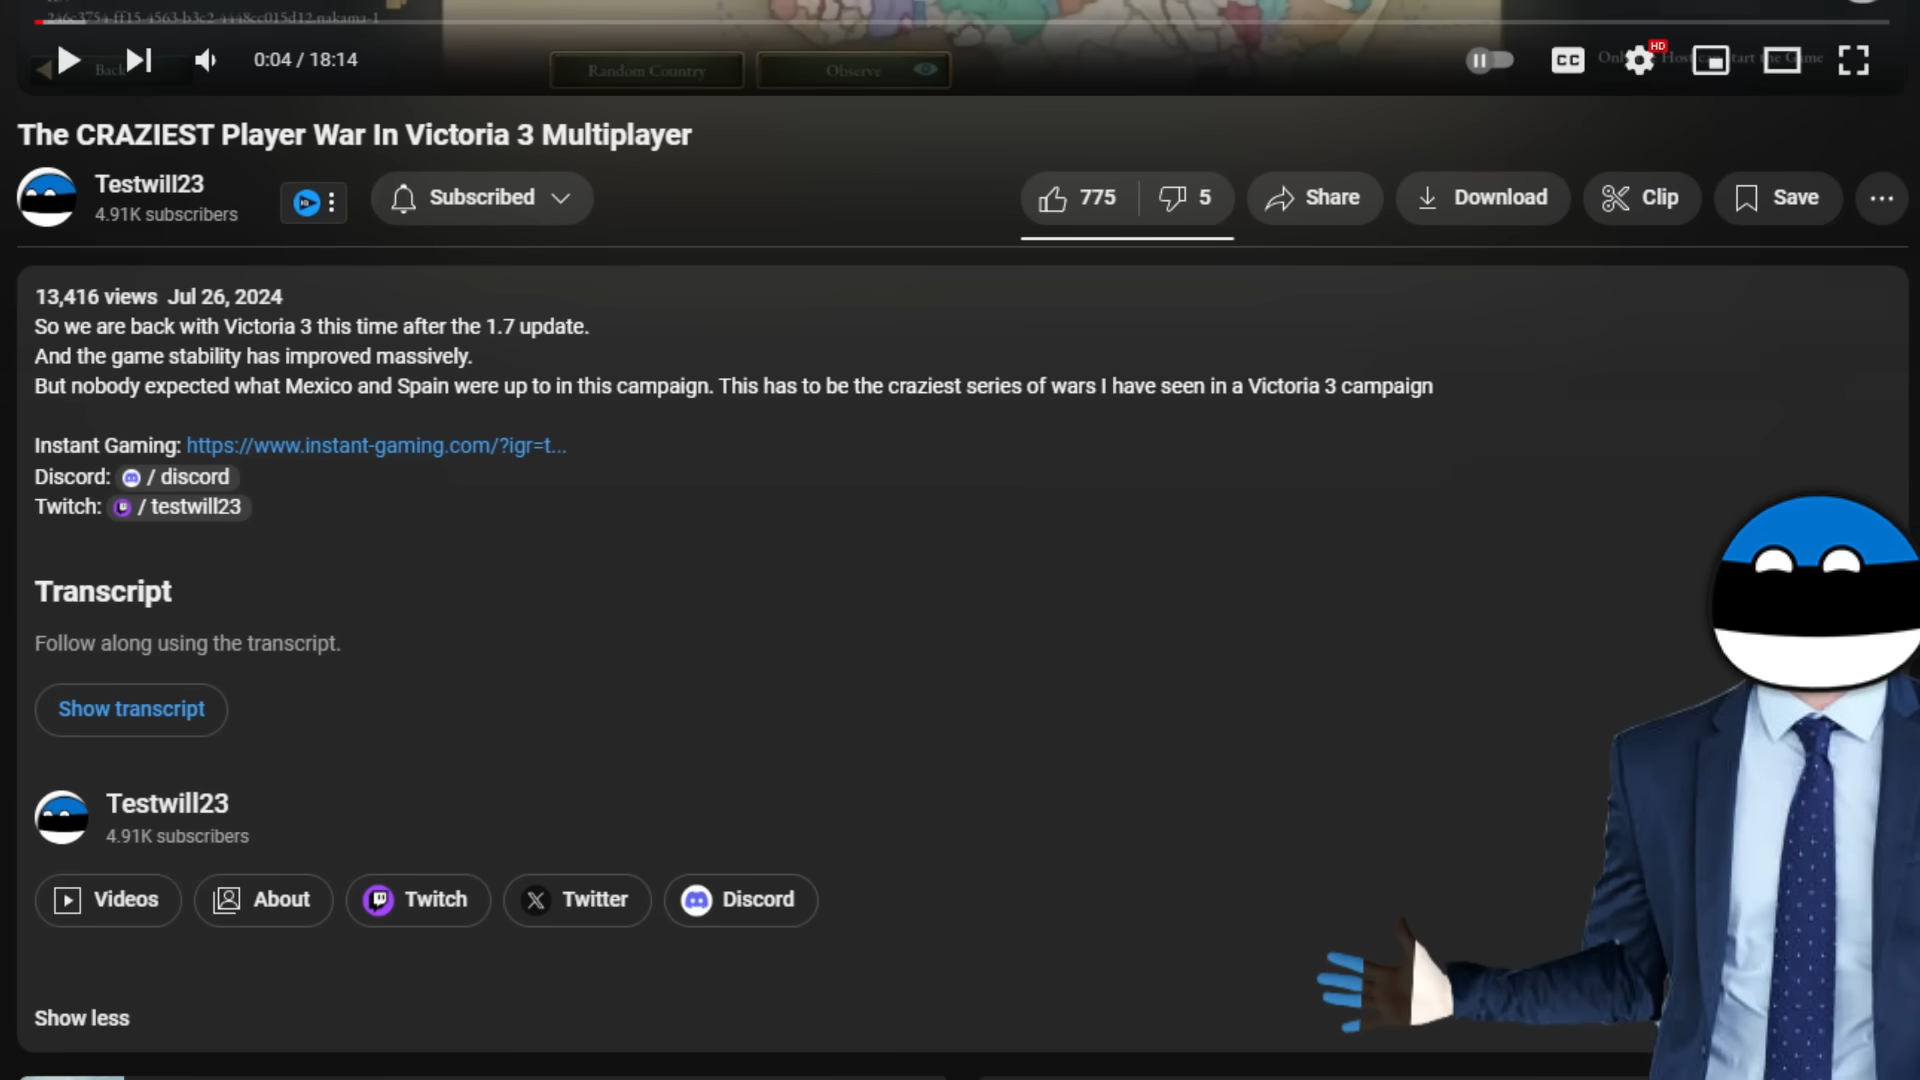 Back
0:04 / 18:14
Random Country
Observe
CC
HD
The CRAZIEST Player War In Victoria 3 Multiplayer
Testwill23
4.91K subscribers
Subscribed
775
5
Share
Download
Clip
Save
13,416 views Jul 26, 2024
So we are back with Victoria 3 this time after the 1.7 update.
And the game stability has improved massively.
But nobody expected what Mexico and Spain were up to in this campaign. This has to be the craziest series of wars I have seen in a Victoria 3 campaign
Instant Gaming: https://www.instant-gaming.com/?igr=t...
Discord: / discord
Twitch: / testwill23
Transcript
Follow along using the transcript.
Show transcript
Testwill23
4.91K subscribers
Videos
About
Twitch
Twitter
Discord
Show less